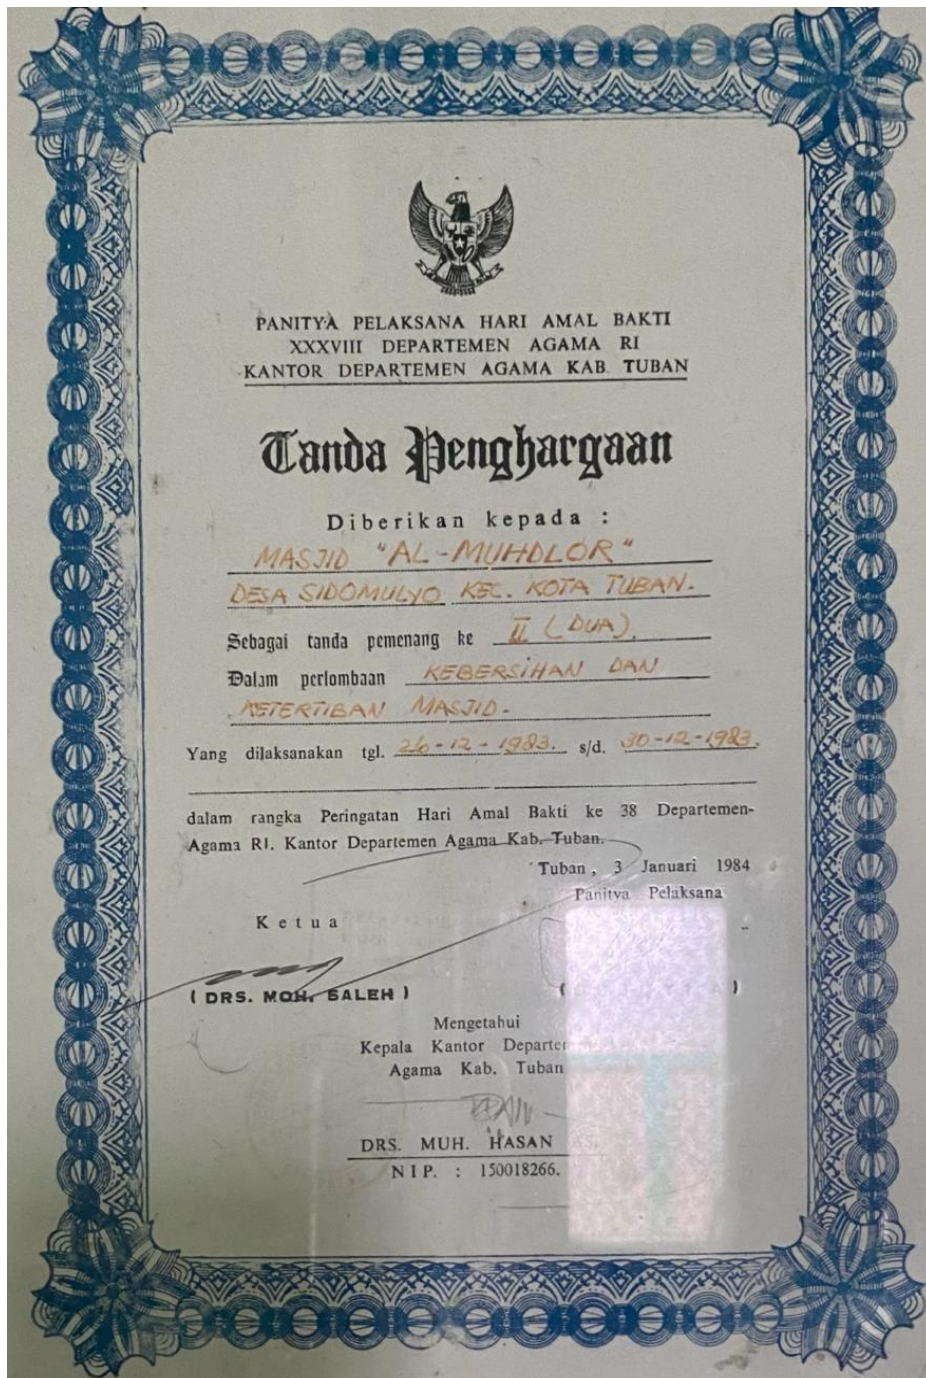 PANITYA PELAKSANA HARI AMAL BAKTI
XXXVIII DEPARTEMEN AGAMA RI
KANTOR DEPARTEMEN AGAMA KAB. TUBAN
Tanda Penghargaan
Diberikan kepada :
MASJID "AL-MUHDLOR"
DESA SIDOMULYO KEC. KOTA TUBAN.
Sebagai tanda pemenang ke II (DUA).
Dalam perlombaan KEBERSIHAN DAN
KETERTIBAN MASJID.
Yang dilaksanakan tgl. 26-12-1983. s/d. 30-12-1983.
dalam rangka Peringatan Hari Amal Bakti ke 38 Departemen-
Agama RI. Kantor Departemen Agama Kab. Tuban.
Tuban, 3 Januari 1984
Panitya Pelaksana
Ketua
( DRS. MOH. SALEH )
Mengetahui
Kepala Kantor
Agama Kab. Tuban
DRS. MUH. HASAN
NIP. : 150018266.